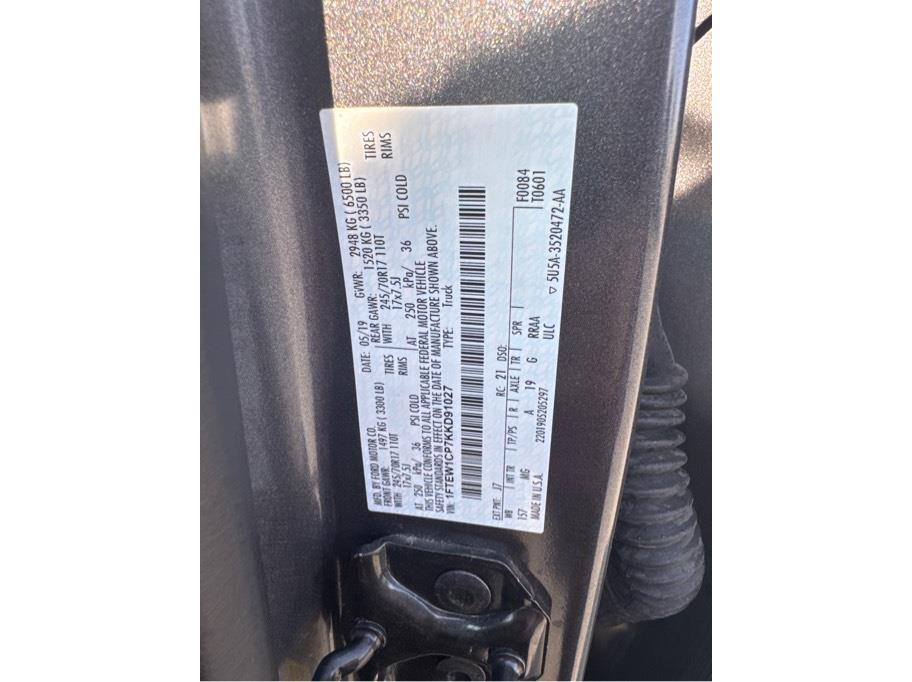 MFD. BY FORD MOTOR CO. DATE: 05/19 GVWR: 2948 KG ( 6500 LB)
FRONT GAWR: 1497 KG ( 3300 LB) REAR GAWR: 1520 KG ( 3350 LB)
WITH 245/70R17 110T TIRES WITH 245/70R17 110T TIRES
17x7.5J RIMS 17x7.5J RIMS
AT 250 kPa/ 36 PSI COLD AT 250 kPa/ 36 PSI COLD
THIS VEHICLE CONFORMS TO ALL APPLICABLE FEDERAL MOTOR VEHICLE
SAFETY STANDARDS IN EFFECT ON THE DATE OF MANUFACTURE SHOWN ABOVE.
VIN: 1FTEW1CP7KKD91027 TYPE: Truck
EXT PNT: J7 RC: 21 DSO: F0084
WB INT TR TP/PS R AXLE TR SPR T0601
157 MG A 19 G RRAA
MADE IN U.S.A. 2201905205297 ULC ▽ 5U5A-3520472-AA